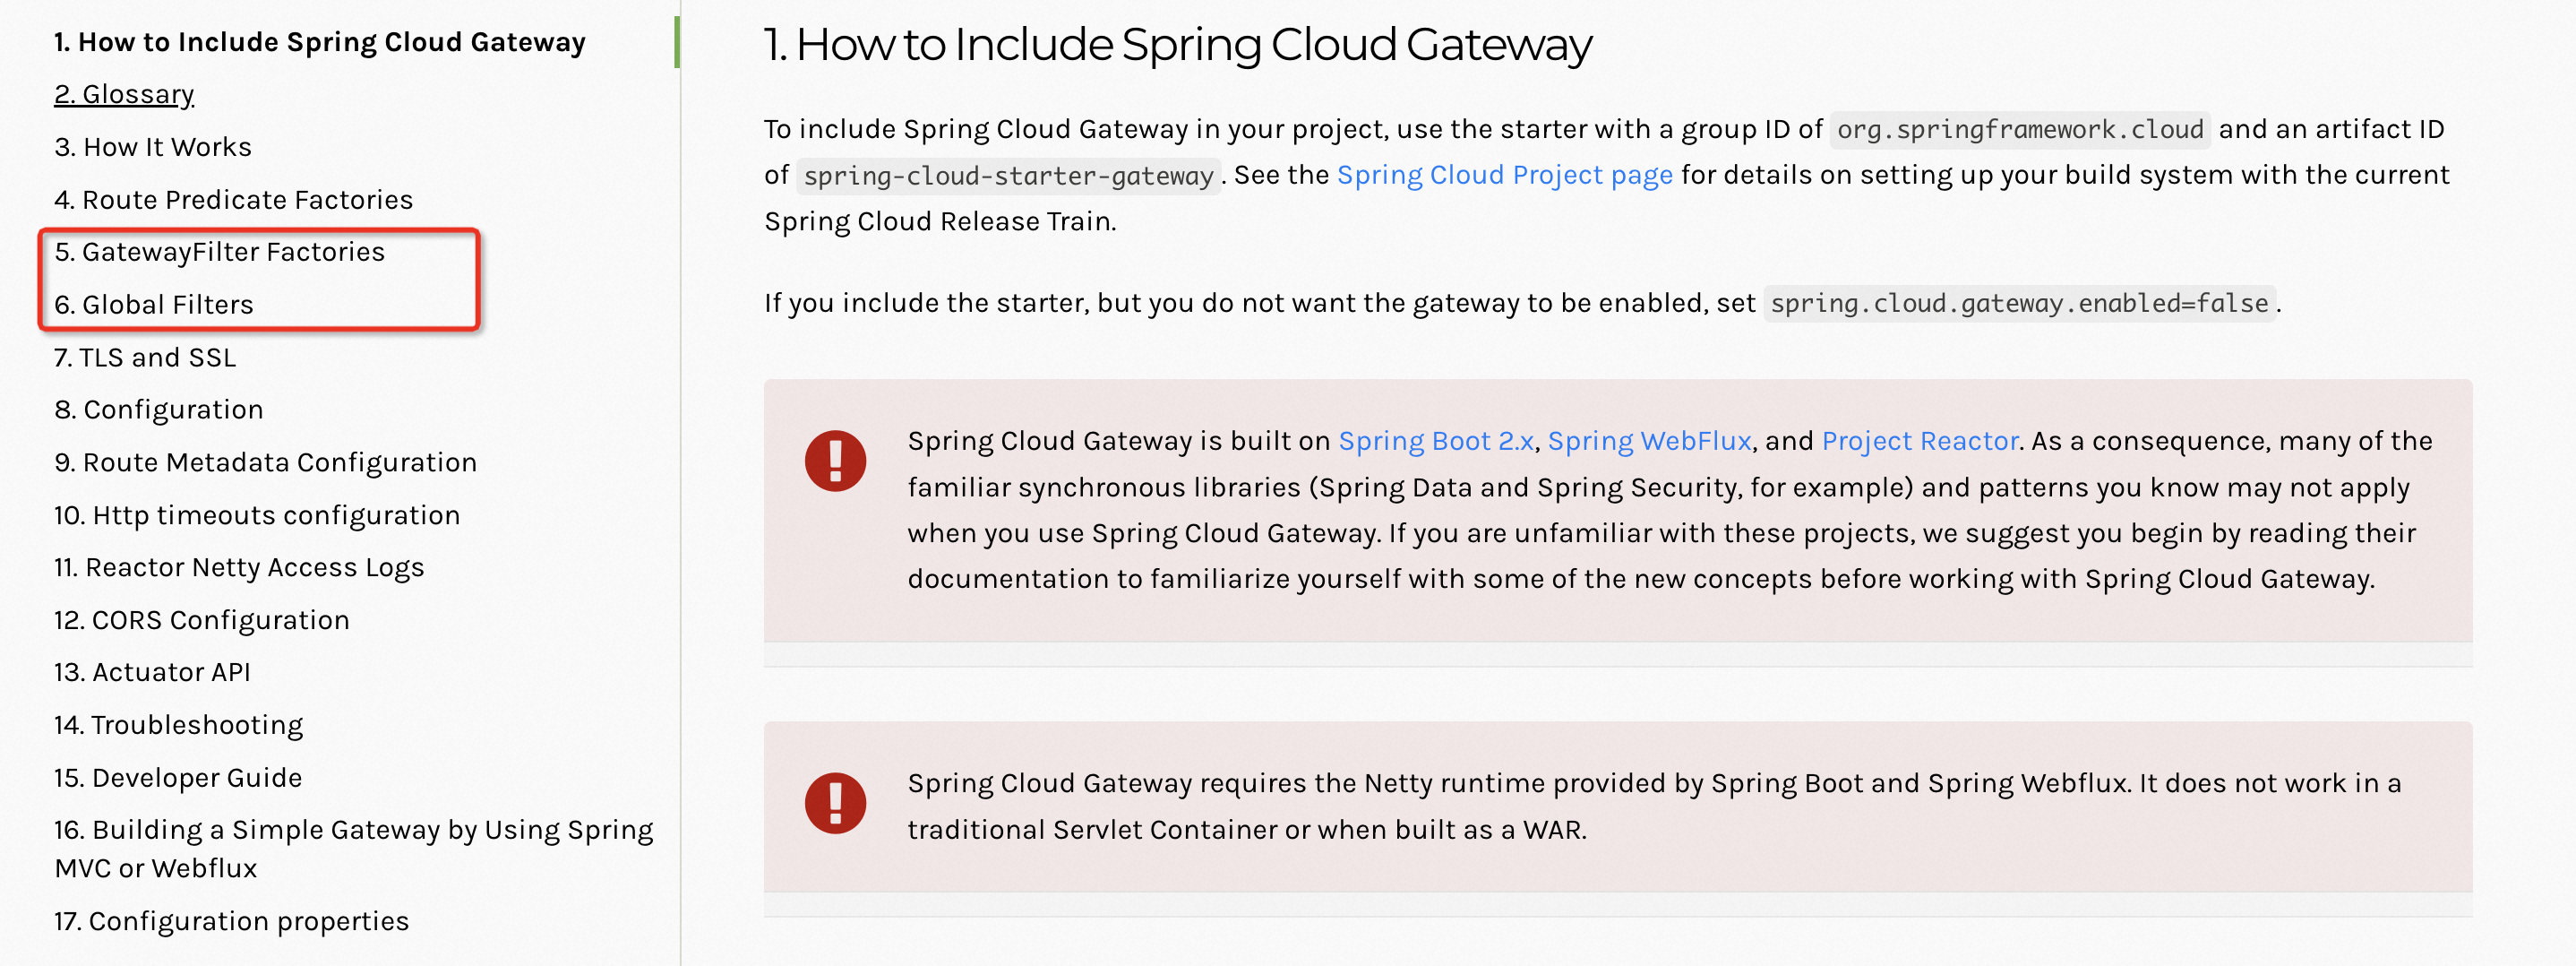 1. How to Include Spring Cloud Gateway
2. Glossary
3. How It Works
4. Route Predicate Factories
5. GatewayFilter Factories
6. Global Filters
7. TLS and SSL
8. Configuration
9. Route Metadata Configuration
10. Http timeouts configuration
11. Reactor Netty Access Logs
12. CORS Configuration
13. Actuator API
14. Troubleshooting
15. Developer Guide
16. Building a Simple Gateway by Using Spring
MVC or Webflux
17. Configuration properties
1. How to Include Spring Cloud Gateway
To include Spring Cloud Gateway in your project, use the starter with a group ID of org.springframework.cloud and an artifact ID
of spring-cloud-starter-gateway. See the Spring Cloud Project page for details on setting up your build system with the current
Spring Cloud Release Train.
If you include the starter, but you do not want the gateway to be enabled, set spring.cloud.gateway.enabled=false.
Spring Cloud Gateway is built on Spring Boot 2.x, Spring WebFlux, and Project Reactor. As a consequence, many of the
familiar synchronous libraries (Spring Data and Spring Security, for example) and patterns you know may not apply
when you use Spring Cloud Gateway. If you are unfamiliar with these projects, we suggest you begin by reading their
documentation to familiarize yourself with some of the new concepts before working with Spring Cloud Gateway.
Spring Cloud Gateway requires the Netty runtime provided by Spring Boot and Spring Webflux. It does not work in a
traditional Servlet Container or when built as a WAR.